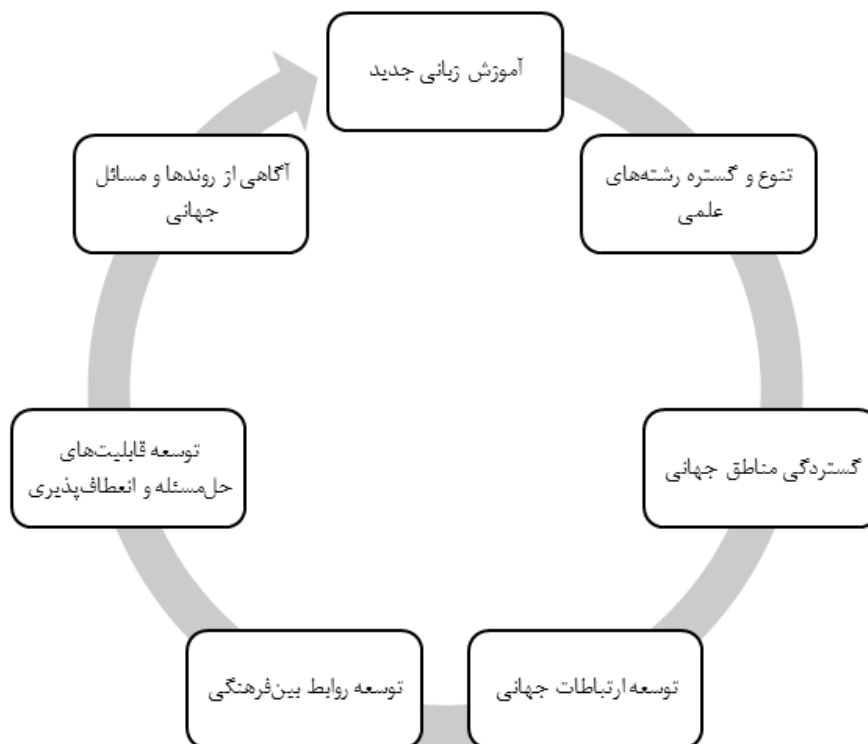 آموزش زبانی جدید
تنوع و گستره رشته‌های
علمی
گستردگی مناطق جهانی
توسعه ارتباطات جهانی
توسعه روابط بین‌فرهنگی
توسعه قابلیت‌های
حل‌مسئله و انعطاف‌پذیری
آگاهی از روندها و مسائل
جهانی